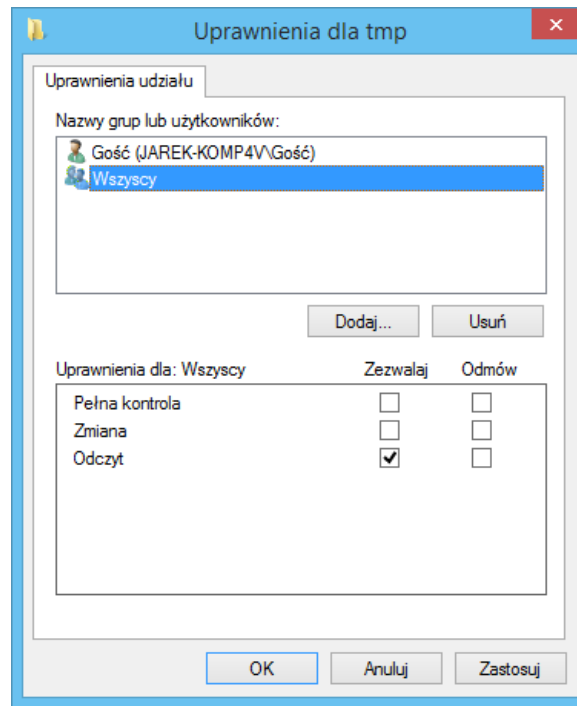 Uprawnienia dla tmp
Uprawnienia udziału
Nazwy grup lub użytkowników:
Gość (JAREK-KOMP4V\Gość)
Wszyscy
Dodaj... Usuń
Uprawnienia dla: Wszyscy Zezwalaj Odmów
Pełna kontrola
Zmiana
Odczyt
OK Anuluj Zastosuj